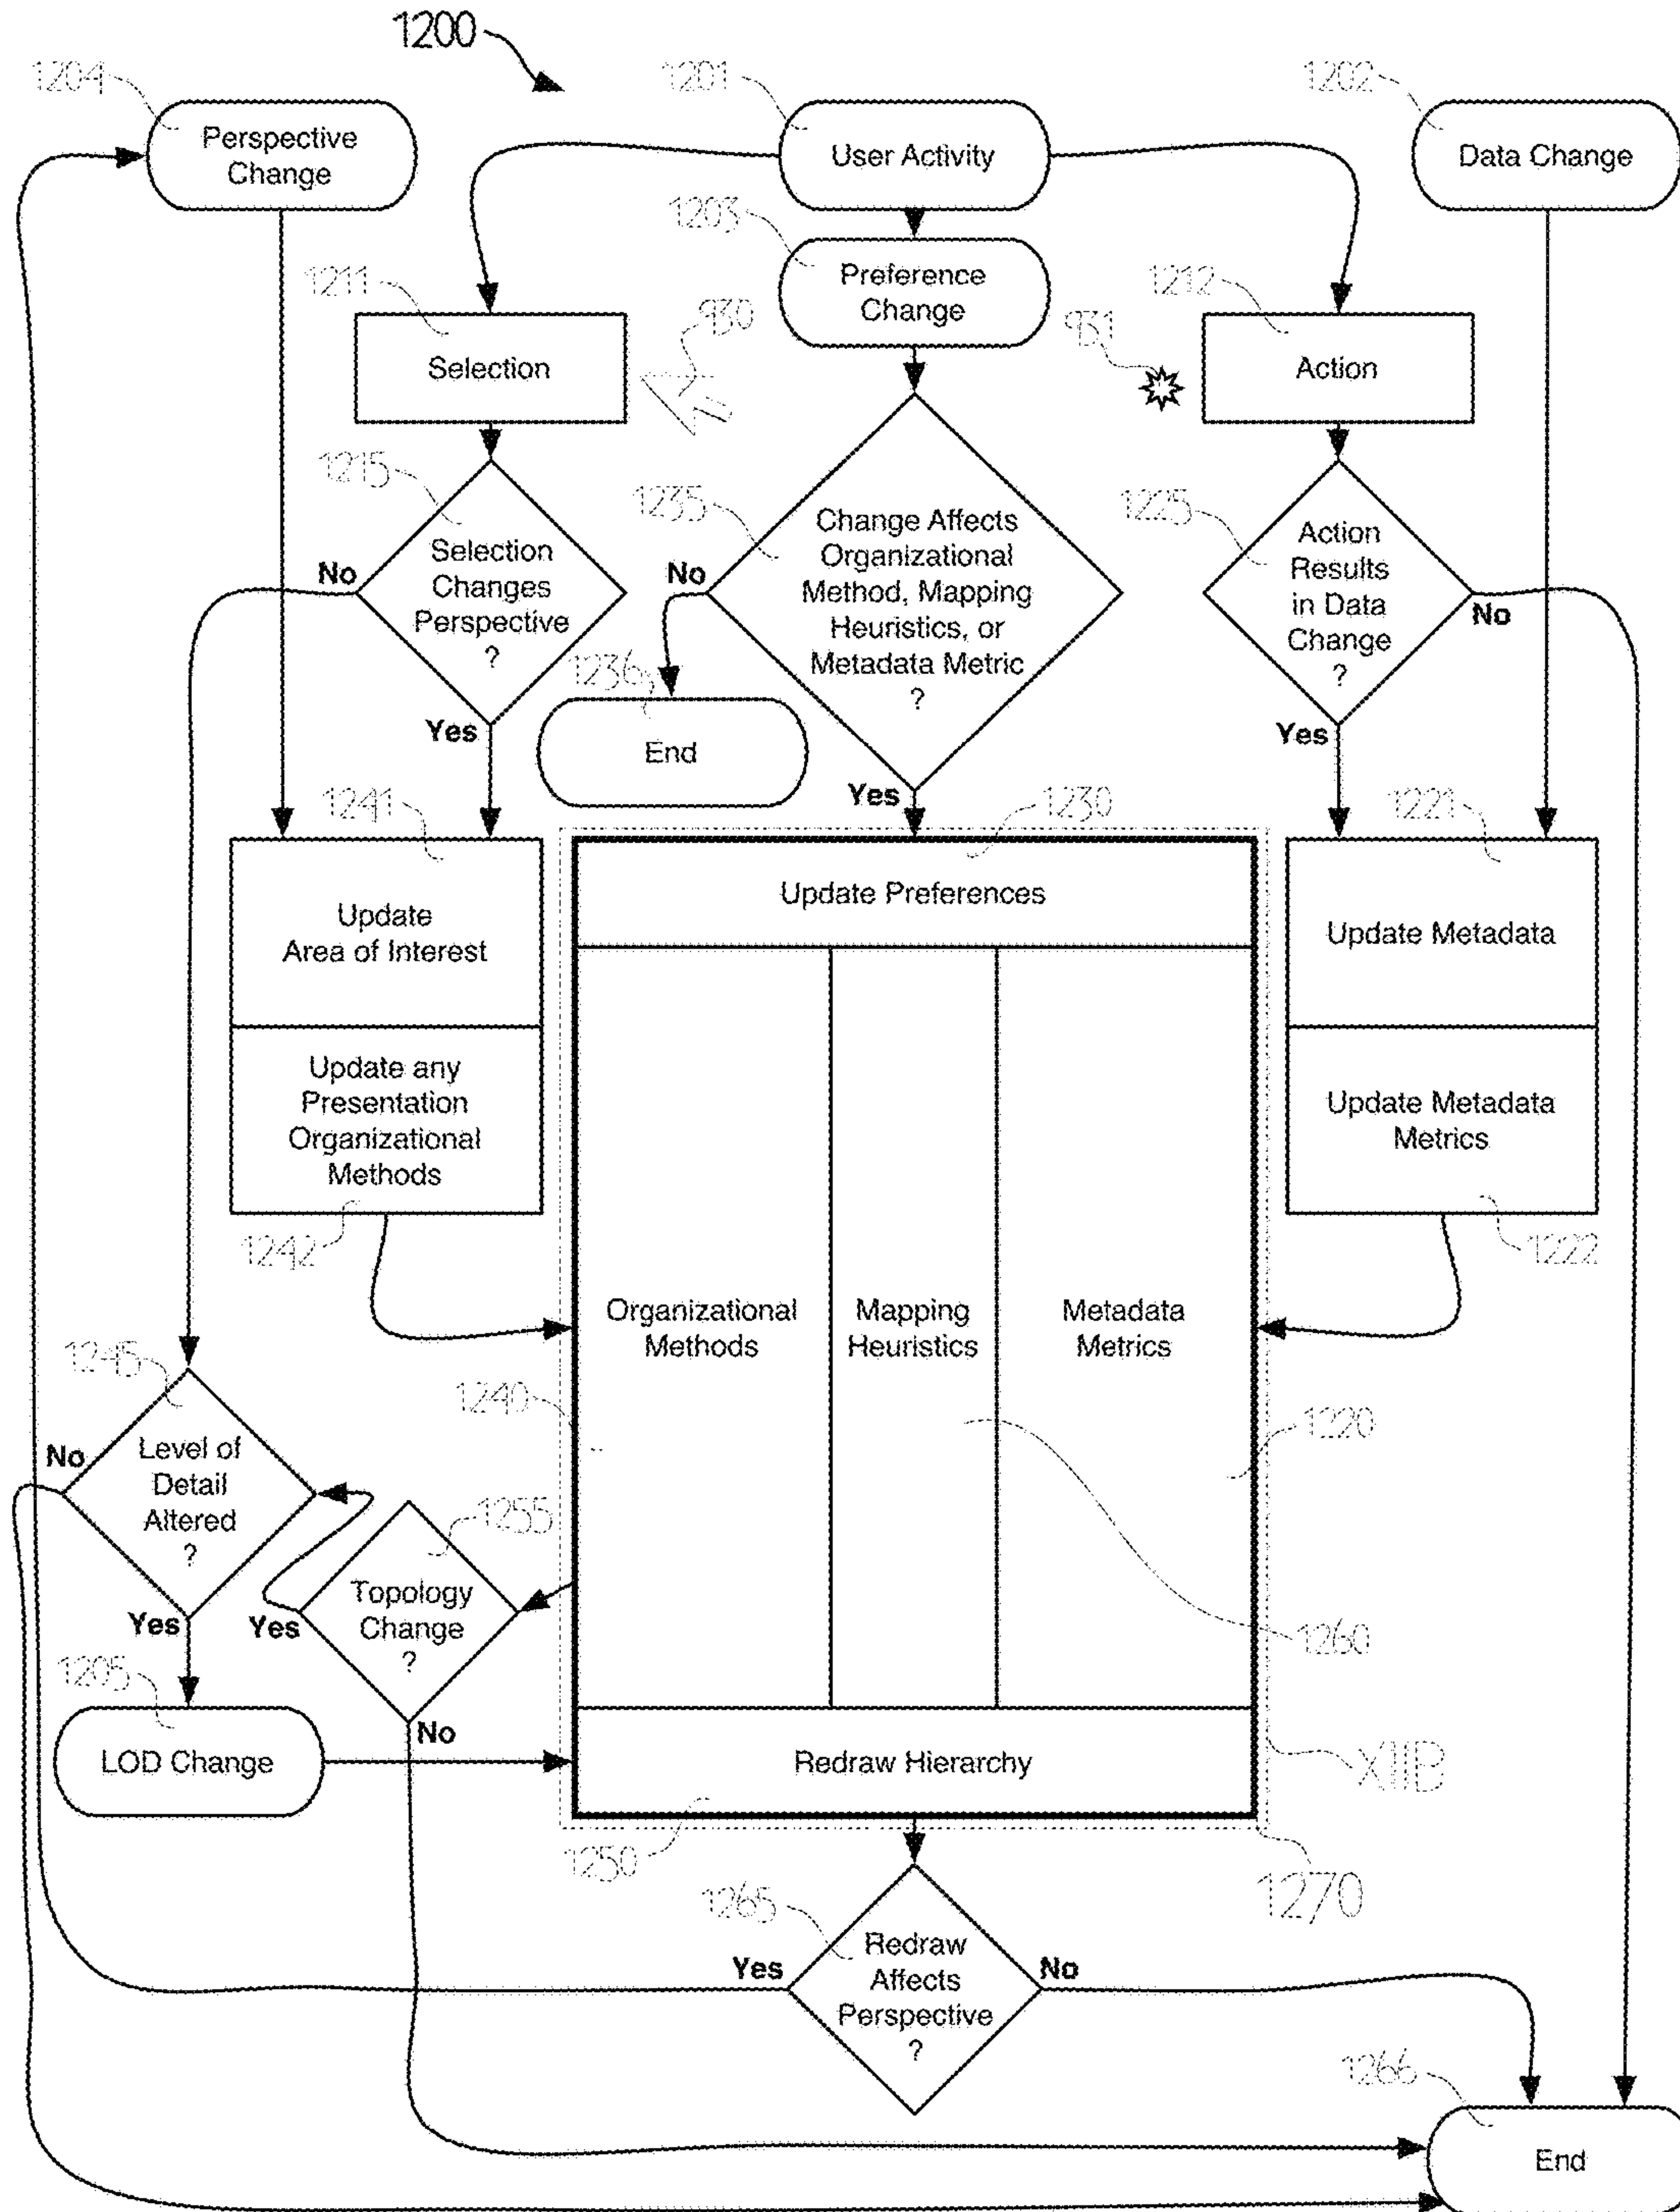 1200
1204
1201
1202
Perspective
Change
User Activity
Data Change
1203
Preference
Change
1211
930
931
1212
Selection
Action
1215
1235
1225
Selection
Changes
Perspective
?
Change Affects
Organizational
Method, Mapping
Heuristics, or
Metadata Metric
?
Action
Results
in Data
Change
?
No
No
No
1236
End
Yes
Yes
Yes
1241
1230
1221
Update
Area of Interest
Update Preferences
Update Metadata
Update any
Presentation
Organizational
Methods
Update Metadata
Metrics
1242
1222
Organizational
Methods
Mapping
Heuristics
Metadata
Metrics
1245
1240
1220
No
Level of
Detail
Altered
?
1255
Topology
Change
?
Yes
Yes
No
1260
1205
LOD Change
Redraw Hierarchy
XIIB
1250
1270
1265
Redraw
Affects
Perspective
?
Yes
No
1266
End